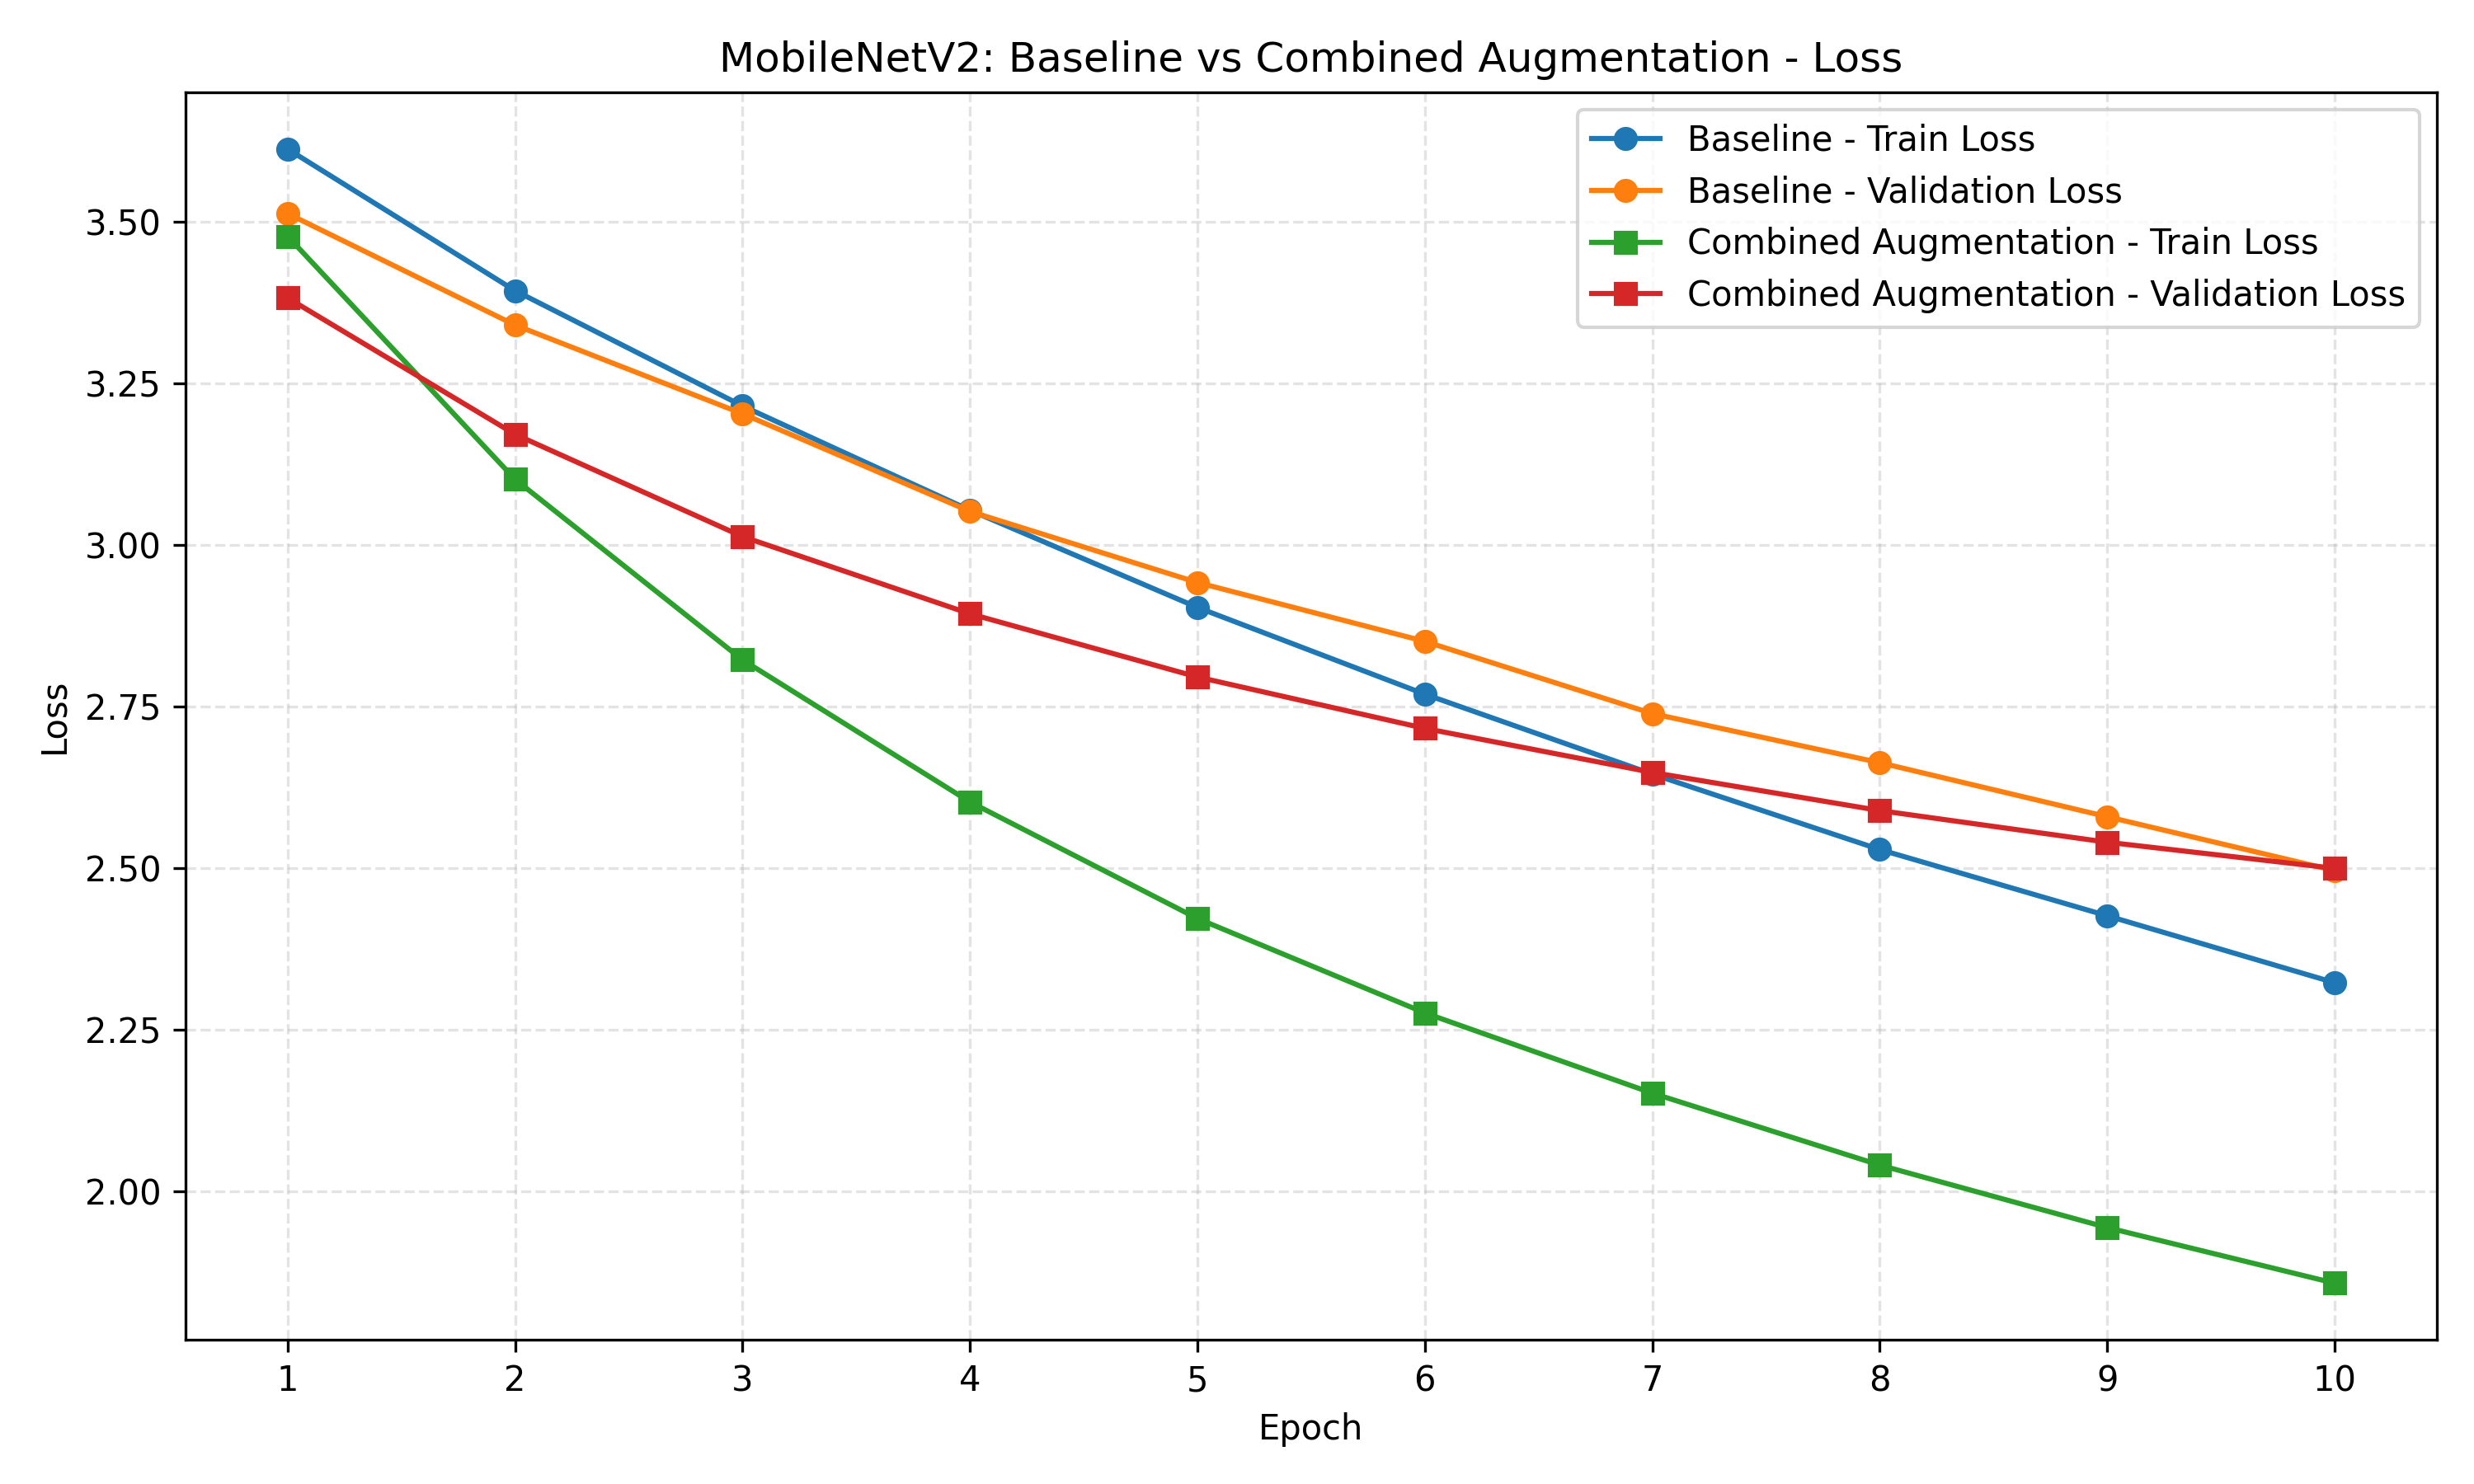 MobileNetV2: Baseline vs Combined Augmentation - Loss
Baseline - Train Loss
Baseline - Validation Loss
Combined Augmentation - Train Loss
Combined Augmentation - Validation Loss
Loss
3.50
3.25
3.00
2.75
2.50
2.25
2.00
1 2 3 4 5 6 7 8 9 10
Epoch